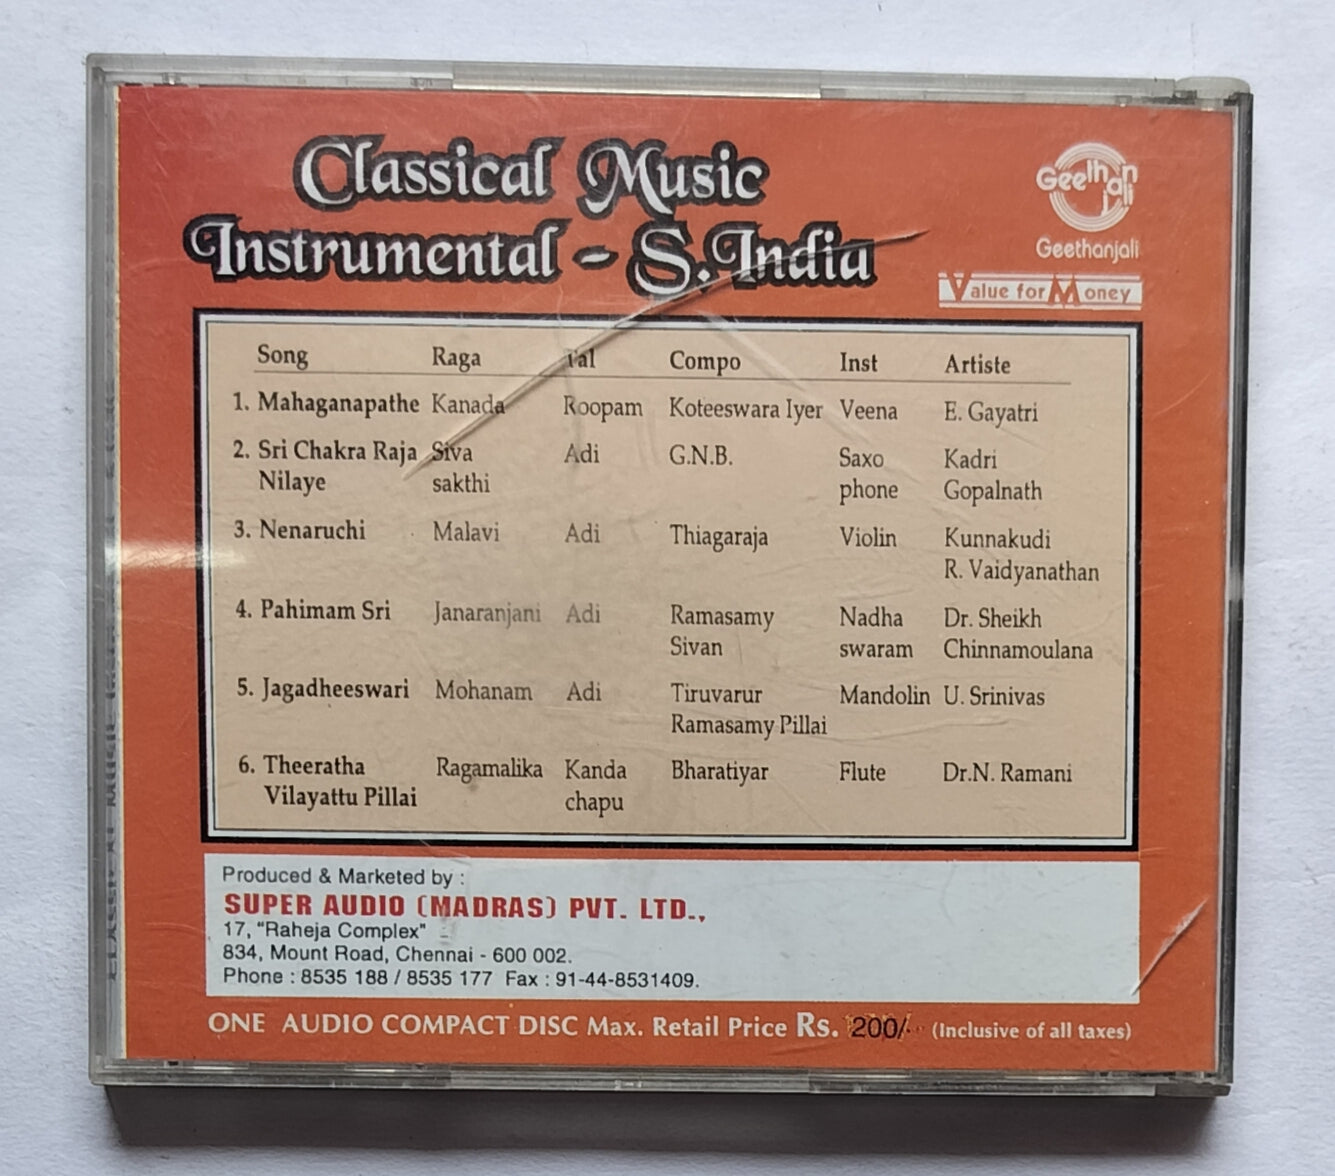 Classical Music
Instrumental - S.India
Geethanjali
Geethanjali
Value for Money
Song Raga Tal Compo Inst Artiste
1. Mahaganapathe Kanada Roopam Koteeswara Iyer Veena E. Gayatri
2. Sri Chakra Raja Siva Adi G.N.B. Saxo Kadri
Nilaye sakthi phone Gopalnath
3. Nenaruchi Malavi Adi Thiagaraja Violin Kunnakudi
R. Vaidyanathan
4. Pahimam Sri Janaranjani Adi Ramasamy Nadha Dr. Sheikh
Sivan swaram Chinnamoulana
5. Jagadheeswari Mohanam Adi Tiruvarur Mandolin U. Srinivas
Ramasamy Pillai
6. Theeratha Ragamalika Kanda Bharatiyar Flute Dr.N. Ramani
Vilayattu Pillai chapu
Produced & Marketed by :
SUPER AUDIO (MADRAS) PVT. LTD.,
17, "Raheja Complex"
834, Mount Road, Chennai - 600 002.
Phone : 8535 188 / 8535 177 Fax : 91-44-8531409.
ONE AUDIO COMPACT DISC Max. Retail Price Rs. 200/- (Inclusive of all taxes)